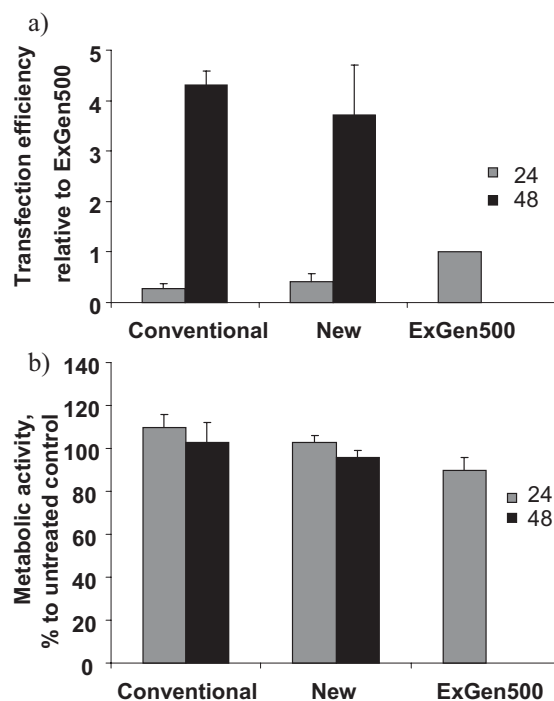 a)
Transfection efficiency
relative to ExGen500
5
4
3
2
1
0
24
48
Conventional New ExGen500
b)
Metabolic activity,
% to untreated control
140
120
100
80
60
40
20
0
24
48
Conventional New ExGen500